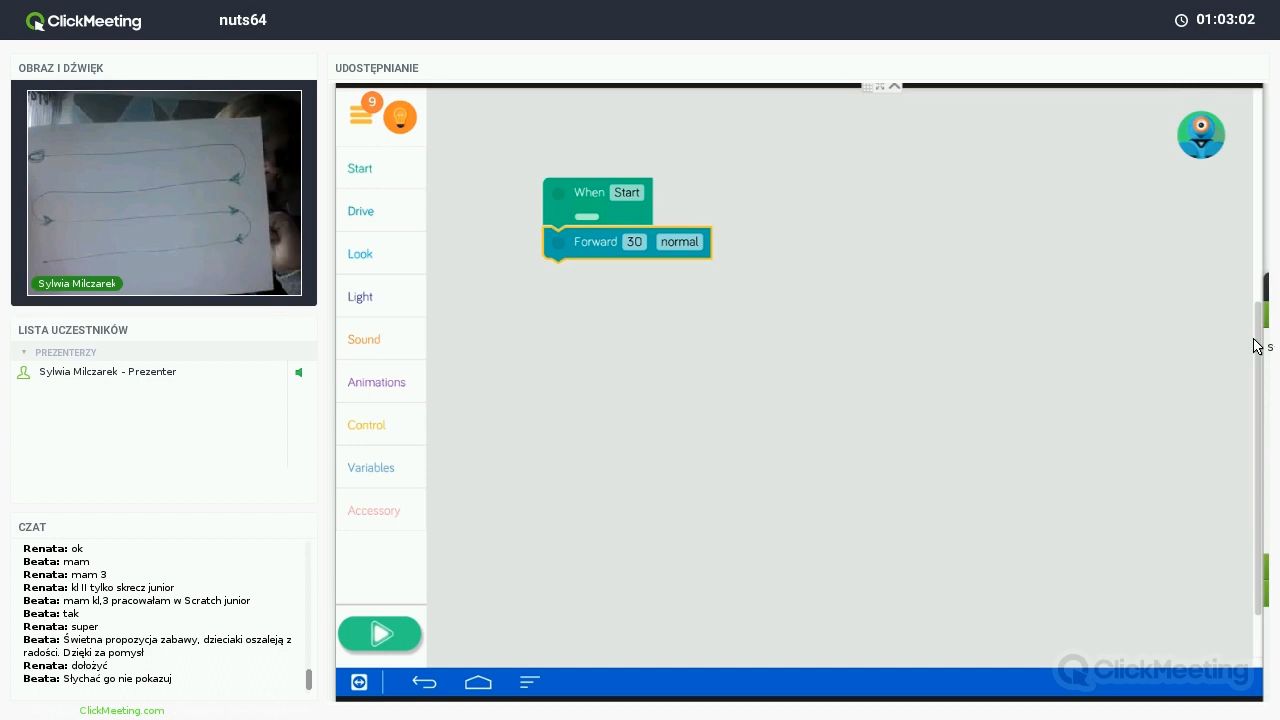 ClickMeeting
nuts64
01:03:02
OBRAZ I DŹWIĘK
UDOSTĘPNIANIE
Sylwia Milczarek
LISTA UCZESTNIKÓW
PREZENTERZY
Sylwia Milczarek - Prezenter
CZAT
Renata: ok
Beata: mam
Renata: mam 3
Renata: kl II tylko skrecz junior
Beata: mam kl,3 pracowałam w Scratch junior
Beata: tak
Renata: super
Beata: Świetna propozycja zabawy, dzieciaki oszaleją z
radości. Dzięki za pomysł
Renata: dołożyć
Beata: Słychać go nie pokazuj
ClickMeeting.com
9
Start
Drive
Look
Light
Sound
Animations
Control
Variables
Accessory
When Start
Forward 30 normal
s
ClickMeeting